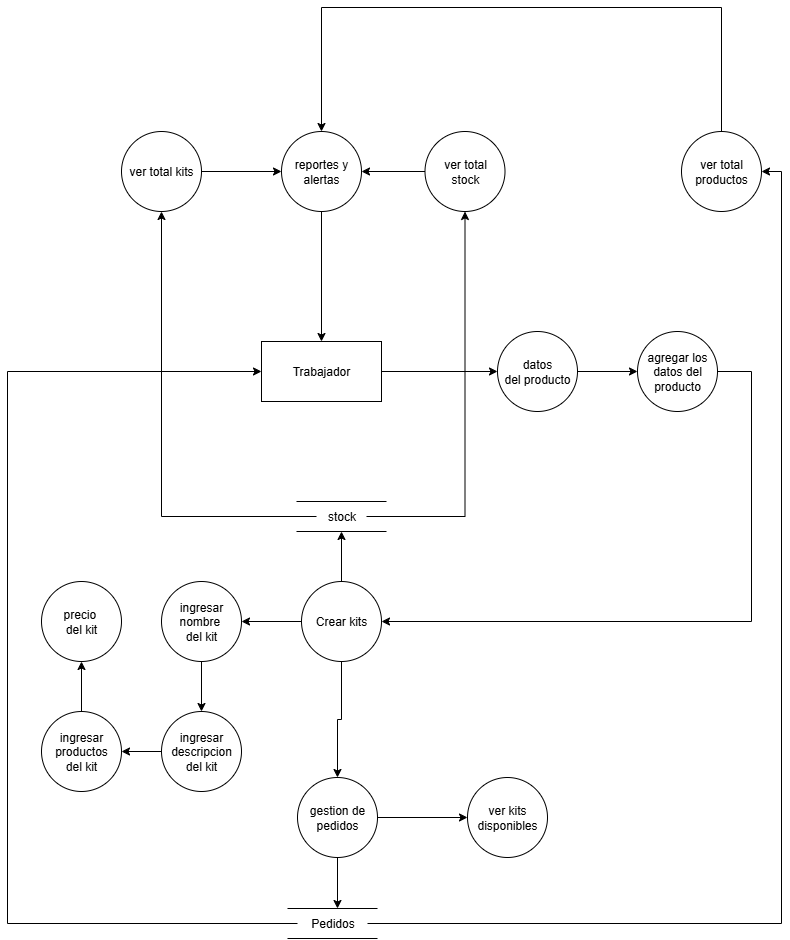 ver total kits
reportes y
alertas
ver total
stock
ver total
productos
Trabajador
datos
del producto
agregar los
datos del
producto
stock
precio
del kit
ingresar
nombre
del kit
Crear kits
ingresar
productos
del kit
ingresar
descripcion
del kit
gestion de
pedidos
ver kits
disponibles
Pedidos